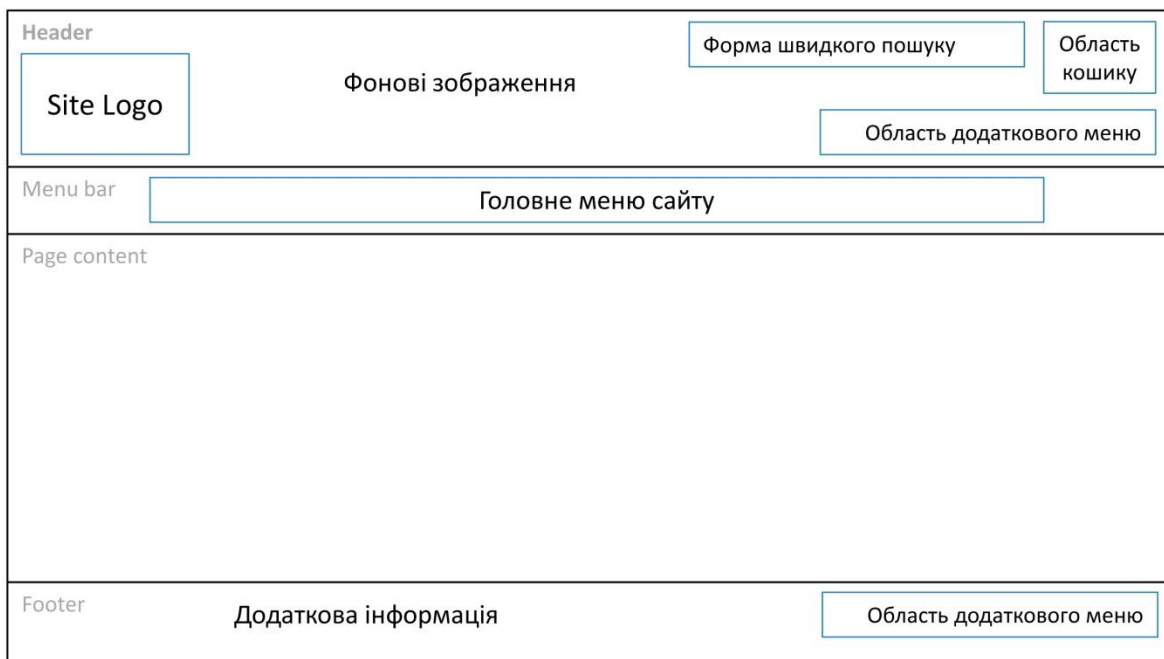 Header
Site Logo
Фонові зображення
Форма швидкого пошуку
Область
кошику
Область додаткового меню
Menu bar
Головне меню сайту
Page content
Footer
Додаткова інформація
Область додаткового меню